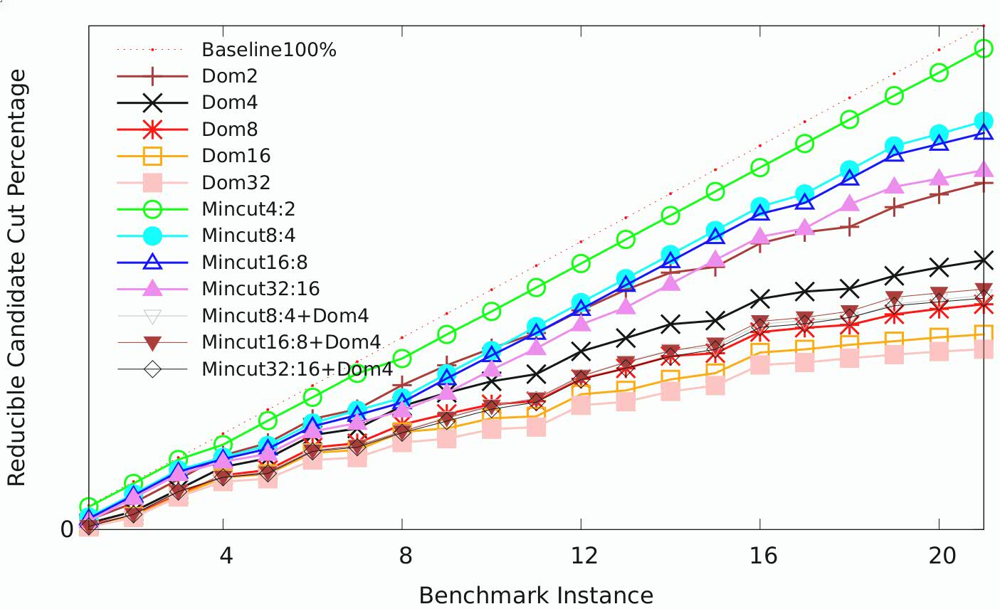 Reducible Candidate Cut Percentage
Baseline100%
Dom2
Dom4
Dom8
Dom16
Dom32
Mincut4:2
Mincut8:4
Mincut16:8
Mincut32:16
Mincut8:4+Dom4
Mincut16:8+Dom4
Mincut32:16+Dom4
0
4 8 12 16 20
Benchmark Instance